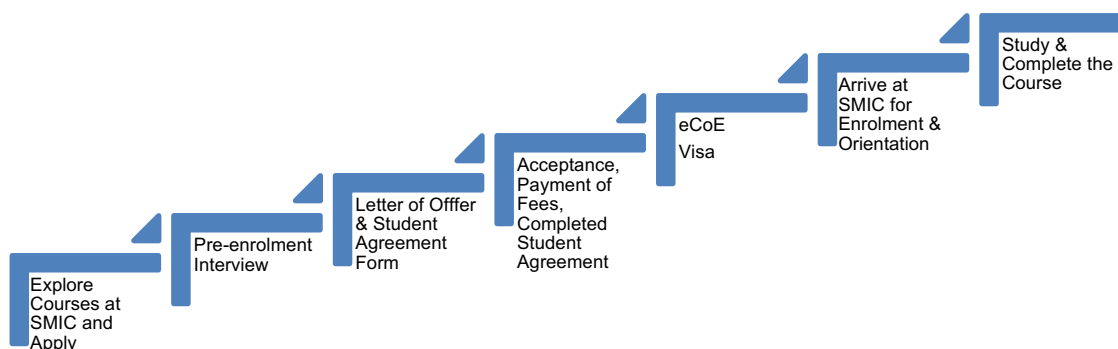 Explore
Courses at
SMIC and
Apply
Pre-enrolment
Interview
Letter of Offfer
& Student
Agreement
Form
Acceptance,
Payment of
Fees,
Completed
Student
Agreement
eCoE
Visa
Arrive at
SMIC for
Enrolment &
Orientation
Study &
Complete the
Course